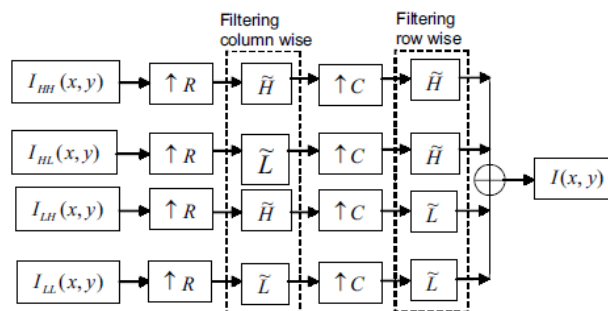 Filtering
column wise
Filtering
row wise
I_HH(x, y) ↑R H̃ ↑C H̃
I_HL(x, y) ↑R L̃ ↑C H̃
I(x, y)
I_LH(x, y) ↑R H̃ ↑C L̃
I_LL(x, y) ↑R L̃ ↑C L̃